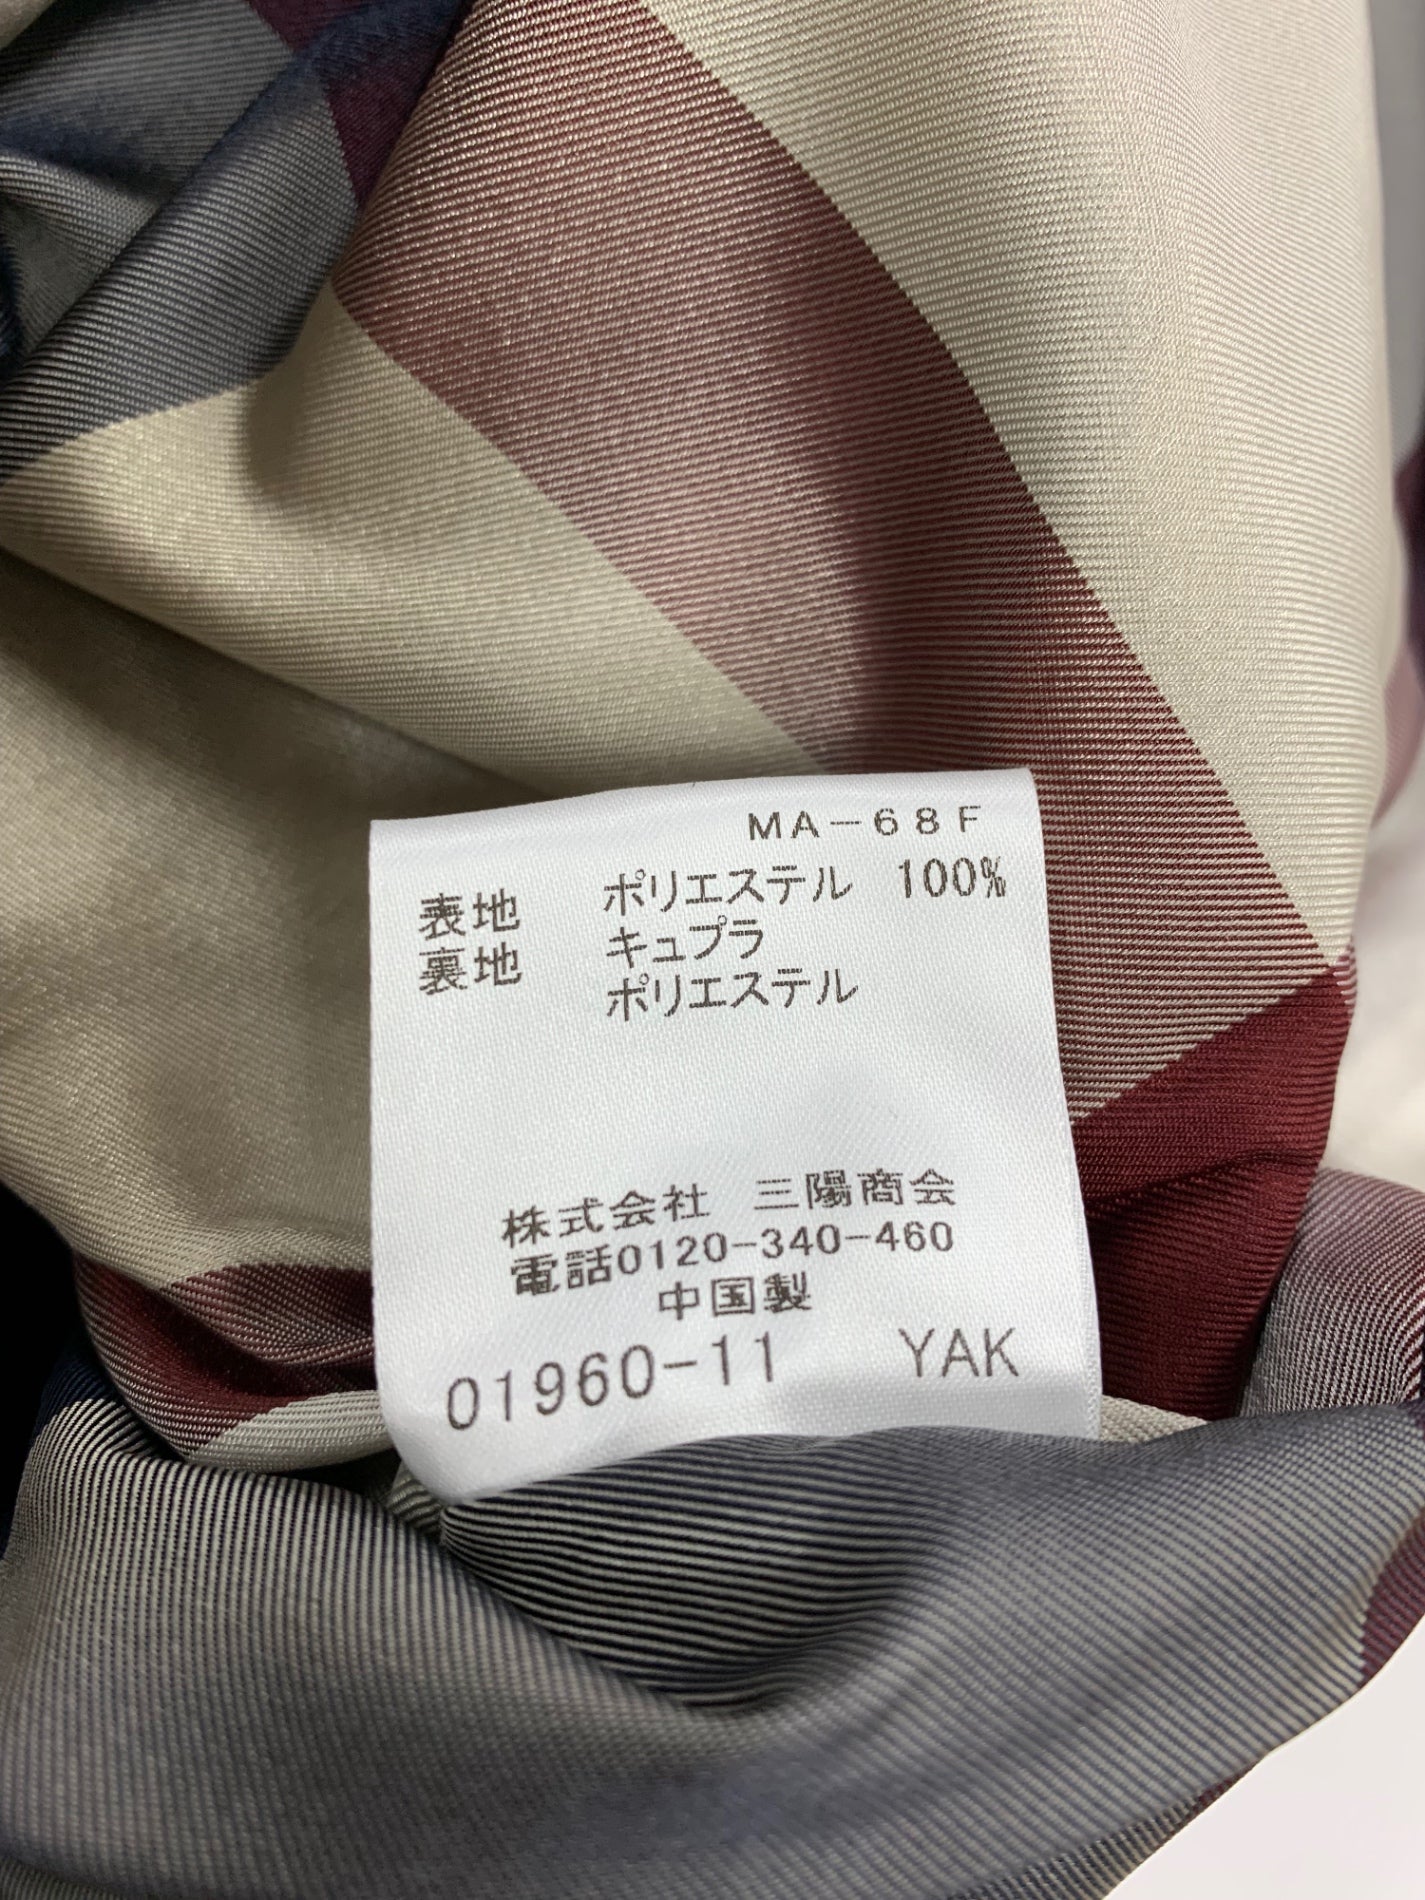 MA-68F
表地 ポリエステル 100%
裏地 キュプラ
ポリエステル
株式会社 三陽商会
電話0120-340-460
中国製
01960-11 YAK